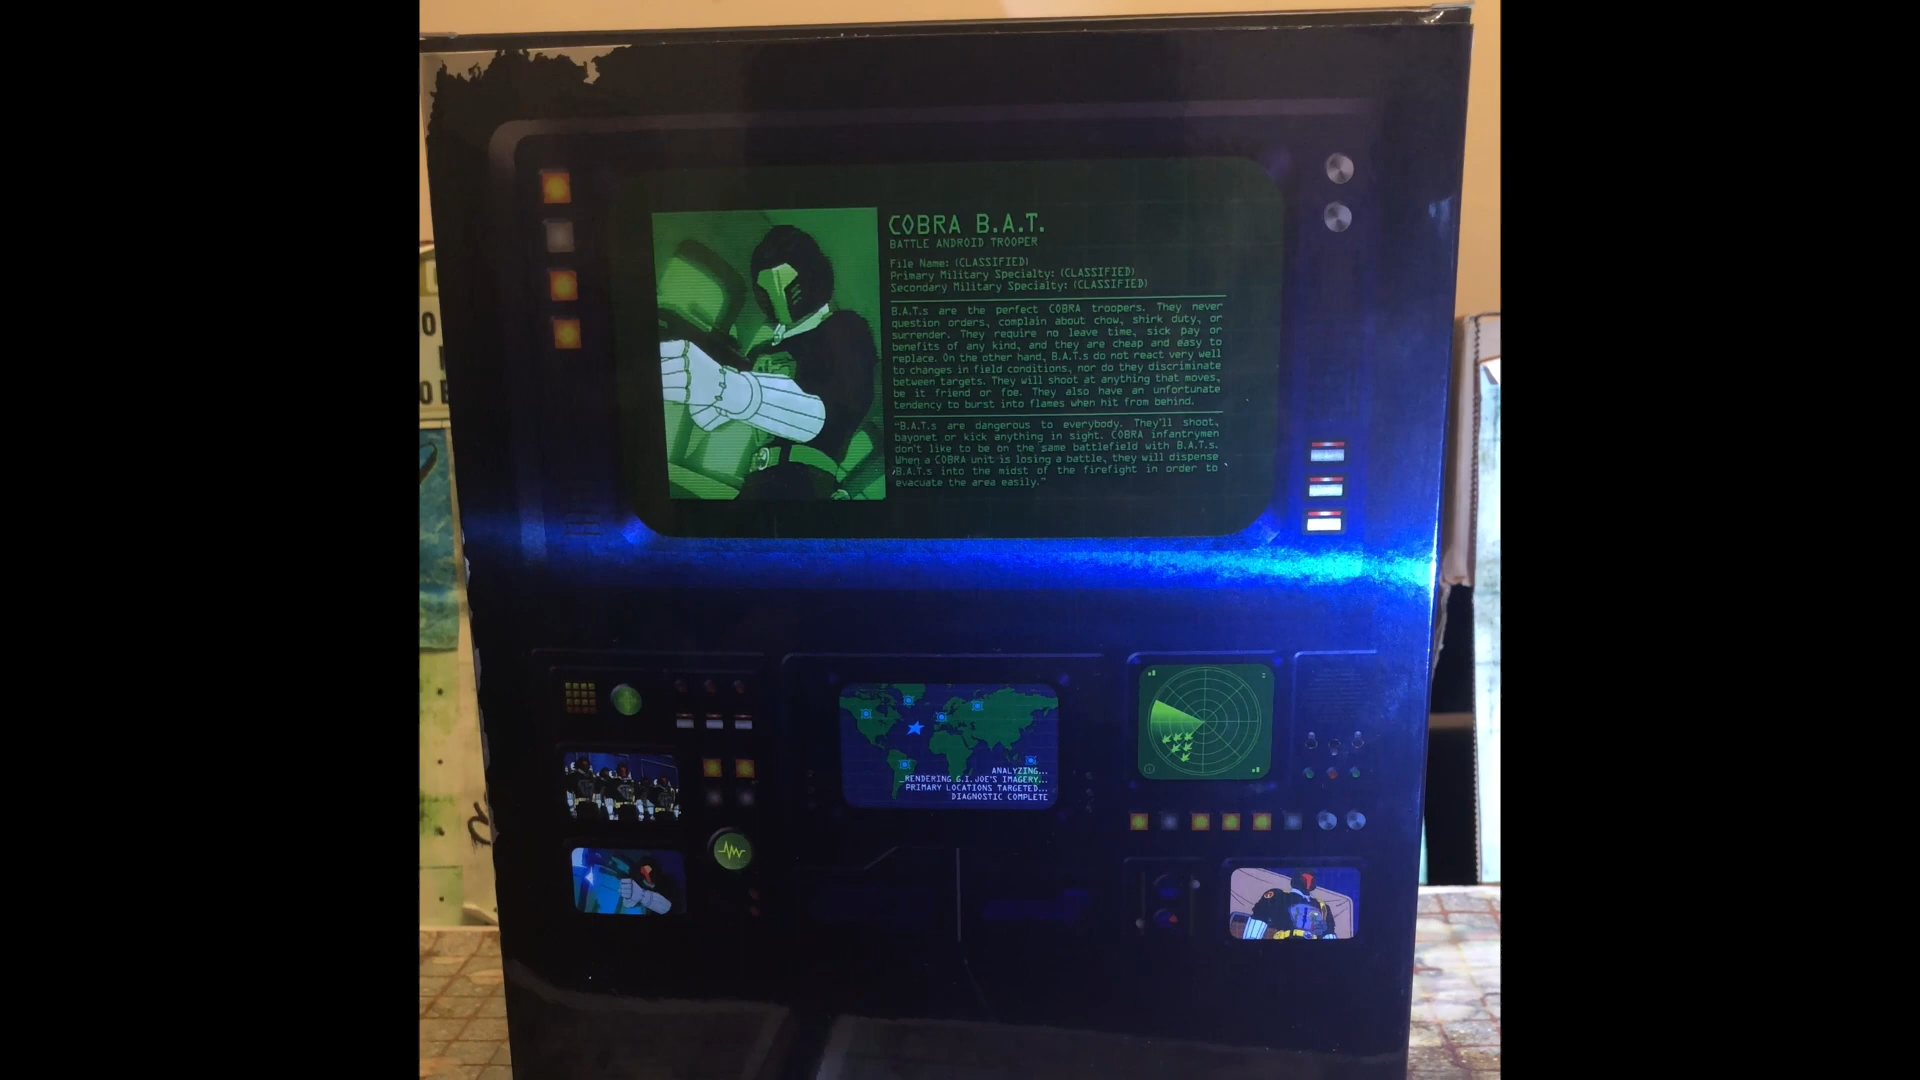 COBRA B.A.T.
BATTLE ANDROID TROOPER
File Name: (CLASSIFIED)
Primary Military Specialty: (CLASSIFIED)
Secondary Military Specialty: (CLASSIFIED)
B.A.T.s are the perfect COBRA troopers. They never
question orders, complain about chow, shirk duty, or
surrender. They require no leave time, sick pay or
benefits of any kind, and they are cheap and easy to
replace. On the other hand, B.A.T.s do not react very well
to changes in field conditions, nor do they discriminate
between targets. They will shoot at anything that moves,
be it friend or foe. They also have an unfortunate
tendency to burst into flames when hit from behind.
"B.A.T.s are dangerous to everybody. They'll shoot,
bayonet or kick anything in sight. COBRA infantrymen
don't like to be on the same battlefield with B.A.T.s.
When a COBRA unit is losing a battle, they will dispense
B.A.T.s into the midst of the firefight in order to
evacuate the area easily."
ANALYZING...
_RENDERING G.I.JOE'S IMAGERY...
PRIMARY LOCATIONS TARGETED...
DIAGNOSTIC COMPLETE